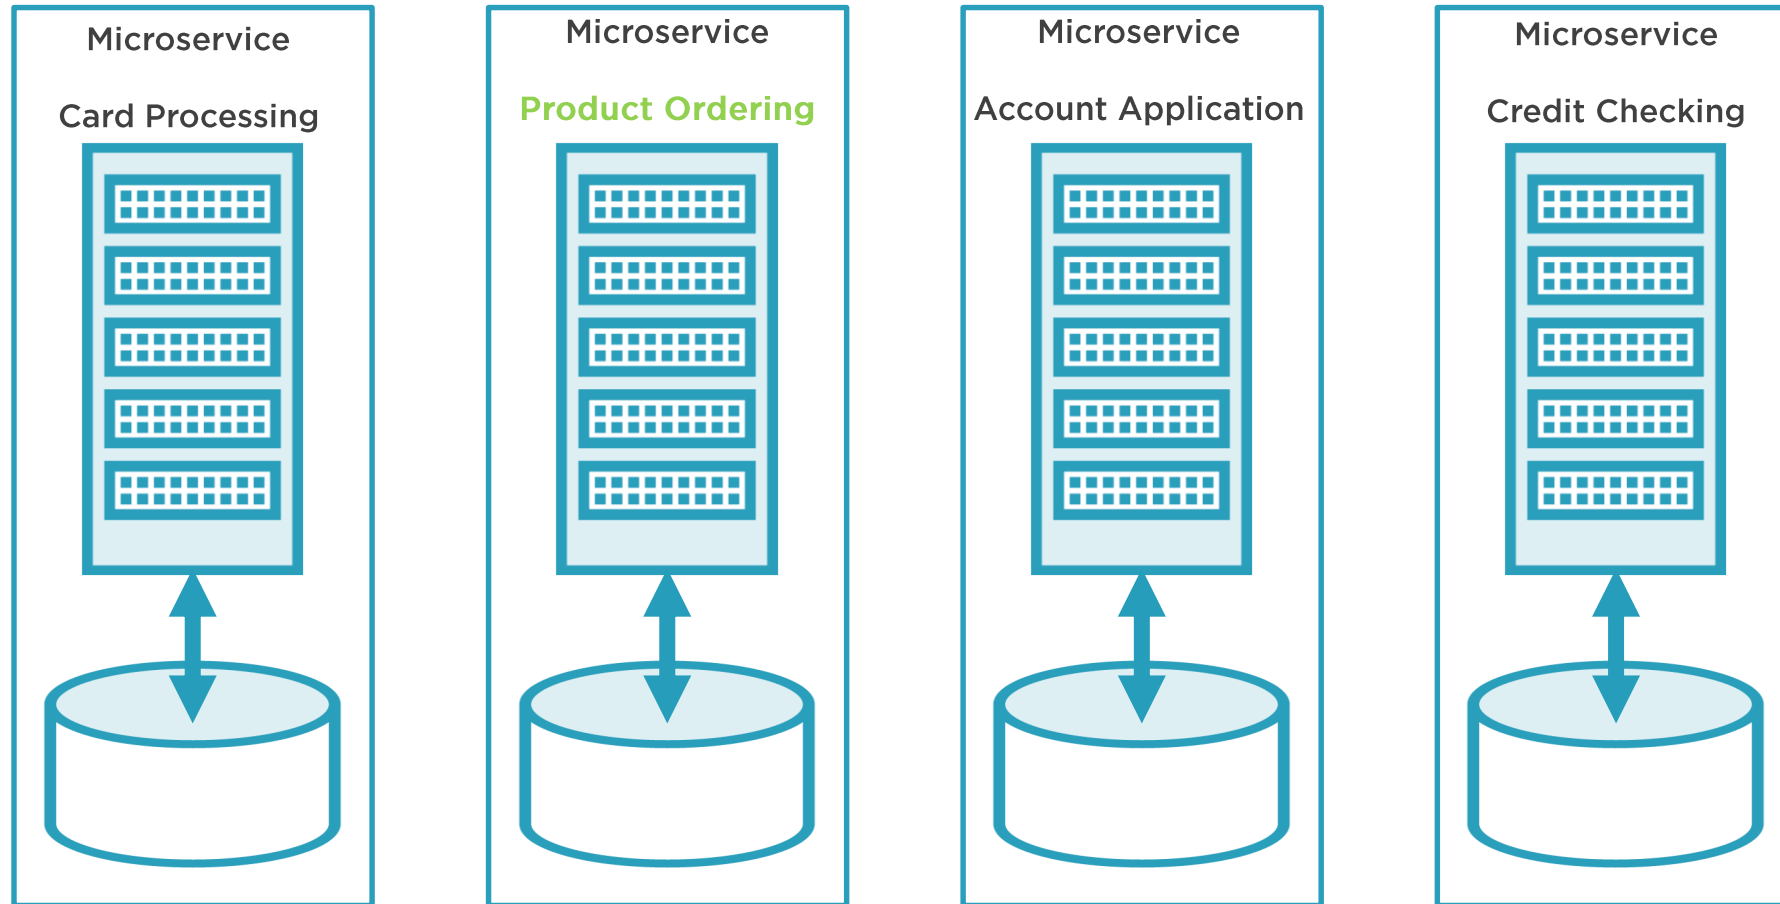 Microservice
Card Processing
Microservice
Product Ordering
Microservice
Account Application
Microservice
Credit Checking